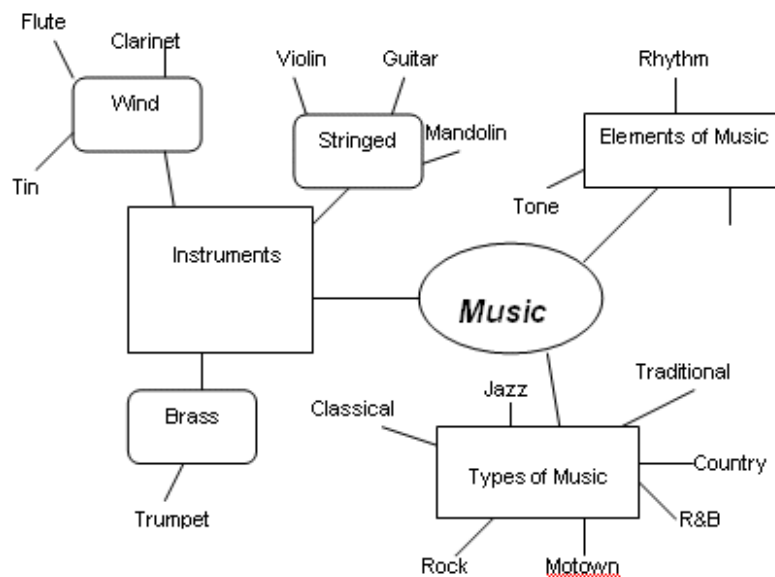 Flute
Clarinet
Wind
Tin
Violin
Guitar
Stringed
Mandolin
Rhythm
Elements of Music
Tone
Instruments
Music
Brass
Trumpet
Classical
Jazz
Traditional
Types of Music
Country
R&B
Rock
Motown